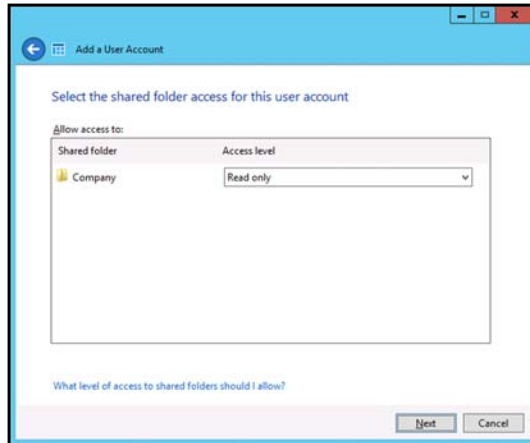 Add a User Account
Select the shared folder access for this user account
Allow access to:
Shared folder Access level
Company Read only
What level of access to shared folders should I allow?
Next Cancel